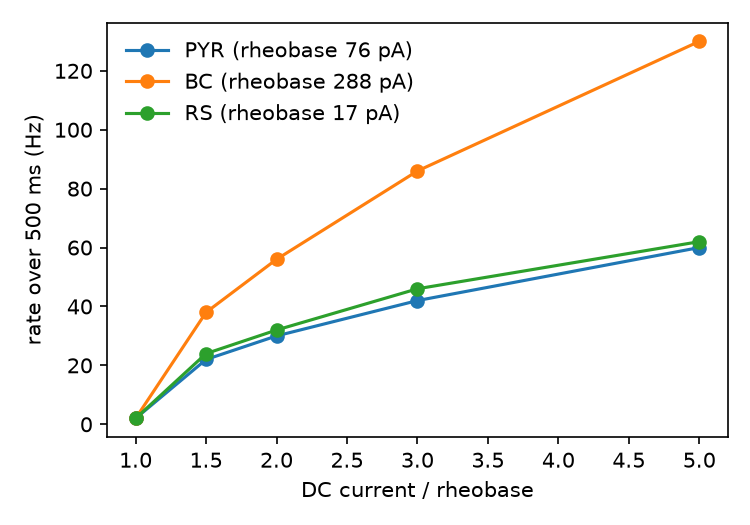 PYR (rheobase 76 pA)
BC (rheobase 288 pA)
RS (rheobase 17 pA)
rate over 500 ms (Hz)
120
100
80
60
40
20
0
1.0 1.5 2.0 2.5 3.0 3.5 4.0 4.5 5.0
DC current / rheobase